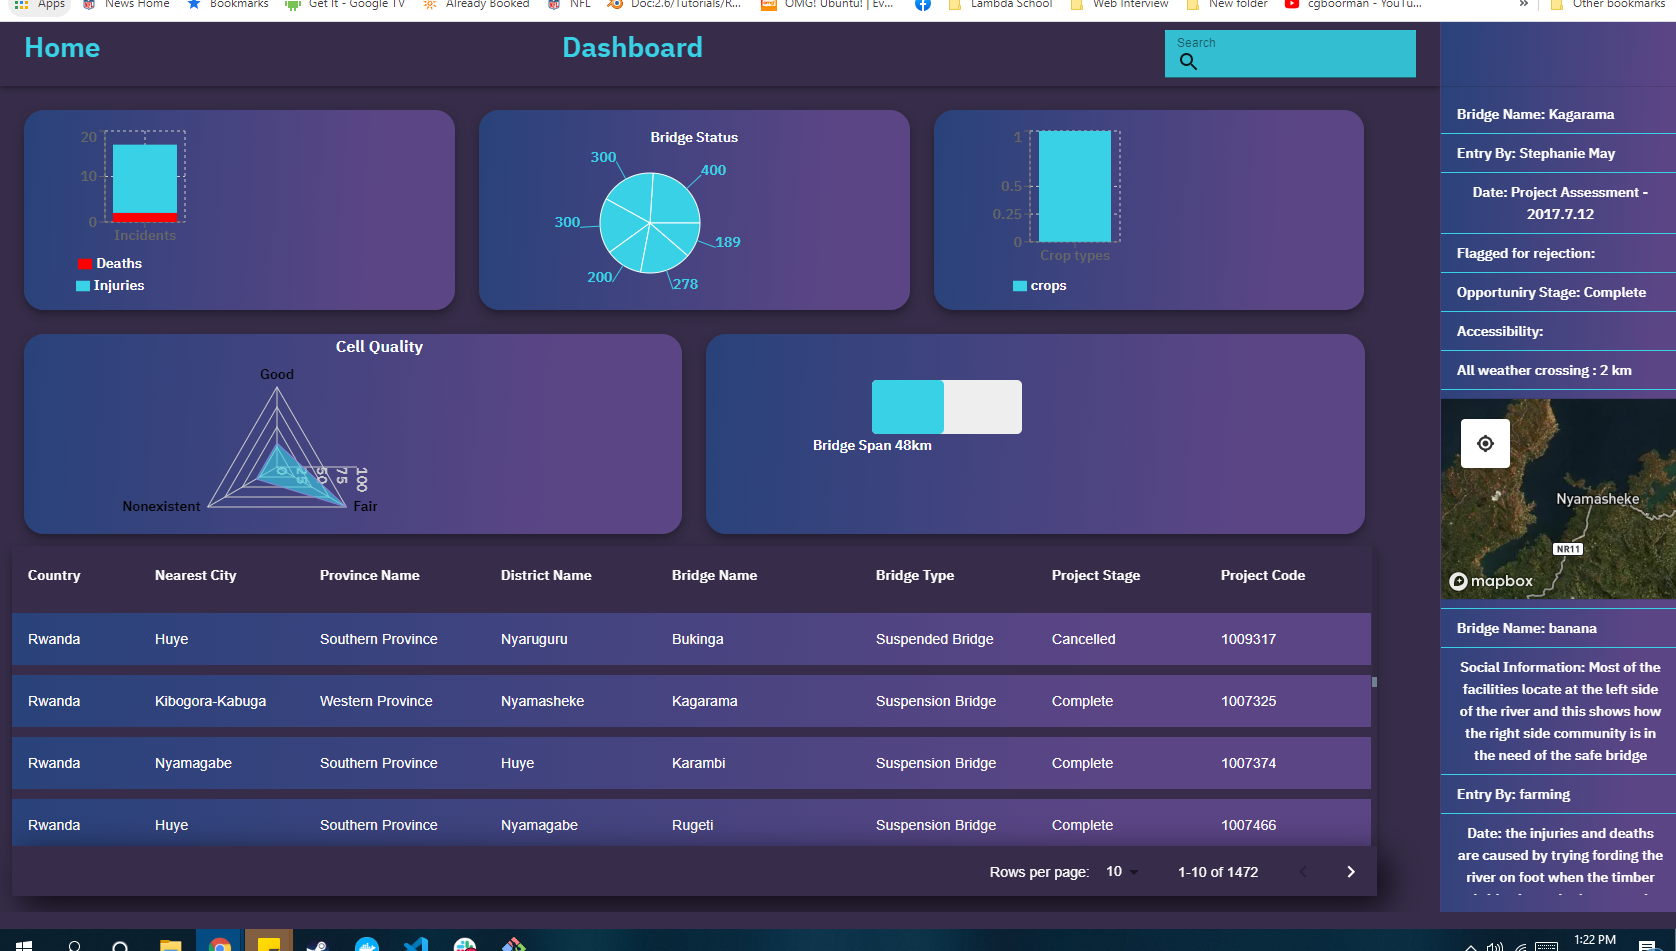 Apps News Home Bookmarks Get It - Google TV Already Booked NFL Doc:2.6/Tutorials/R... OMG! Ubuntu! | Ev... Lambda School Web Interview New folder cgboorman - YouTu... » Other bookmarks
Home Dashboard
Search
20
10
0
Incidents
Deaths
Injuries
Bridge Status
300
400
300
189
200
278
1
0.5
0.25
0
Crop types
crops
Cell Quality
Good
0 25 50 75 100
Nonexistent Fair
Bridge Span 48km
Country Nearest City Province Name District Name Bridge Name Bridge Type Project Stage Project Code
Rwanda Huye Southern Province Nyaruguru Bukinga Suspended Bridge Cancelled 1009317
Rwanda Kibogora-Kabuga Western Province Nyamasheke Kagarama Suspension Bridge Complete 1007325
Rwanda Nyamagabe Southern Province Huye Karambi Suspension Bridge Complete 1007374
Rwanda Huye Southern Province Nyamagabe Rugeti Suspension Bridge Complete 1007466
Rows per page: 10 1-10 of 1472
Bridge Name: Kagarama
Entry By: Stephanie May
Date: Project Assessment -
2017.7.12
Flagged for rejection:
Opportuniry Stage: Complete
Accessibility:
All weather crossing : 2 km
Nyamasheke
NR11
mapbox
Bridge Name: banana
Social Information: Most of the
facilities locate at the left side
of the river and this shows how
the right side community is in
the need of the safe bridge
Entry By: farming
Date: the injuries and deaths
are caused by trying fording the
river on foot when the timber
1:22 PM